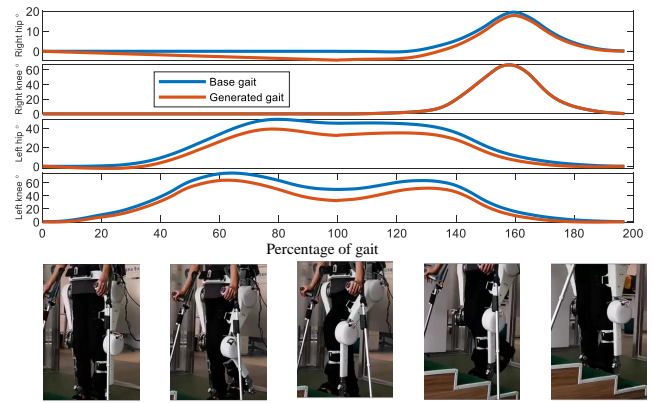 Right hip °
20
10
0
Right knee °
60
40
20
0
Base gait
Generated gait
Left hip °
40
20
0
Left knee °
60
40
20
0
0 20 40 60 80 100 120 140 160 180 200
Percentage of gait